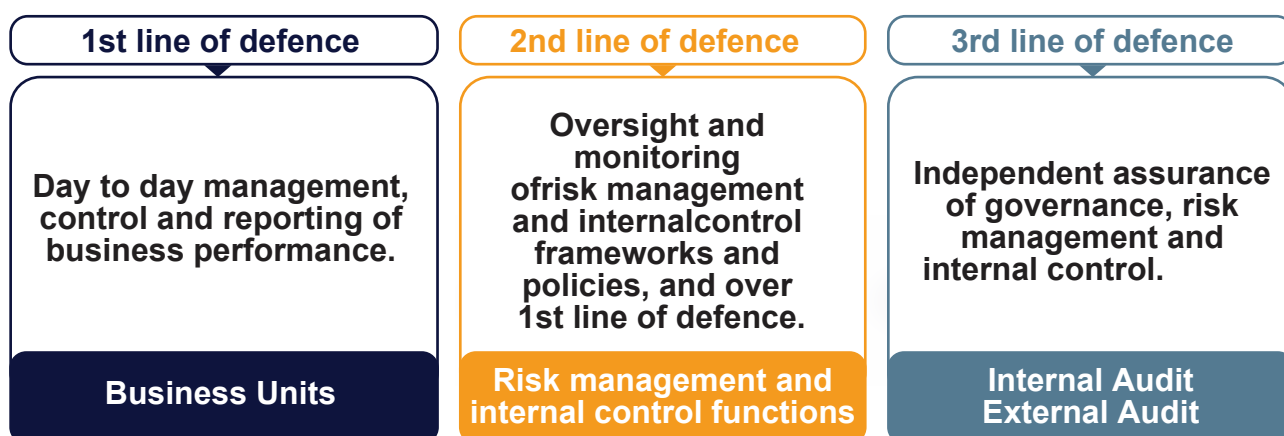 1st line of defence
Day to day management,
control and reporting of
business performance.
Business Units
2nd line of defence
Oversight and
monitoring
ofrisk management
and internalcontrol
frameworks and
policies, and over
1st line of defence.
Risk management and
internal control functions
3rd line of defence
Independent assurance
of governance, risk
management and
internal control.
Internal Audit
External Audit